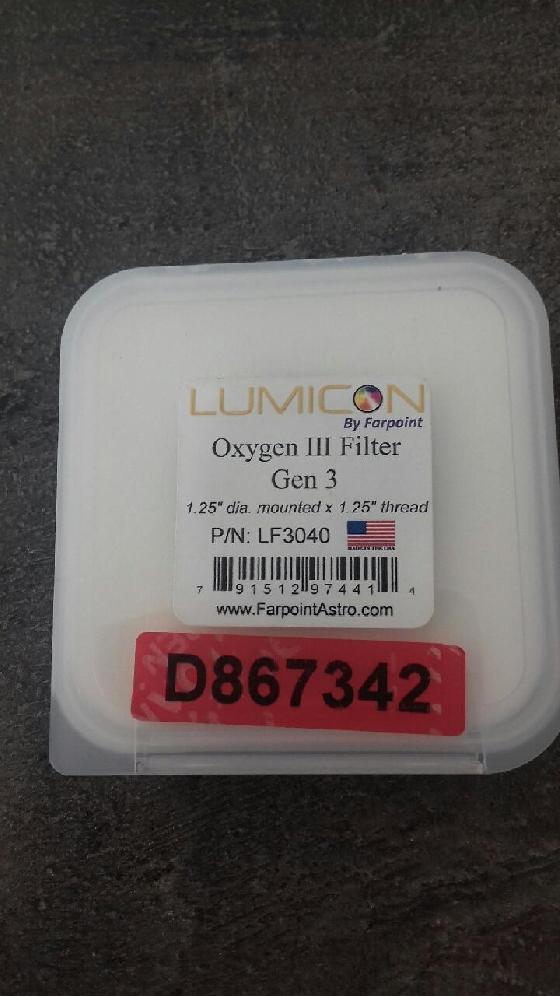 LUMICON
By Farpoint
Oxygen III Filter
Gen 3
1.25" dia. mounted x 1.25" thread
P/N: LF3040
7 91512 97441 4
www.FarpointAstro.com
D867342